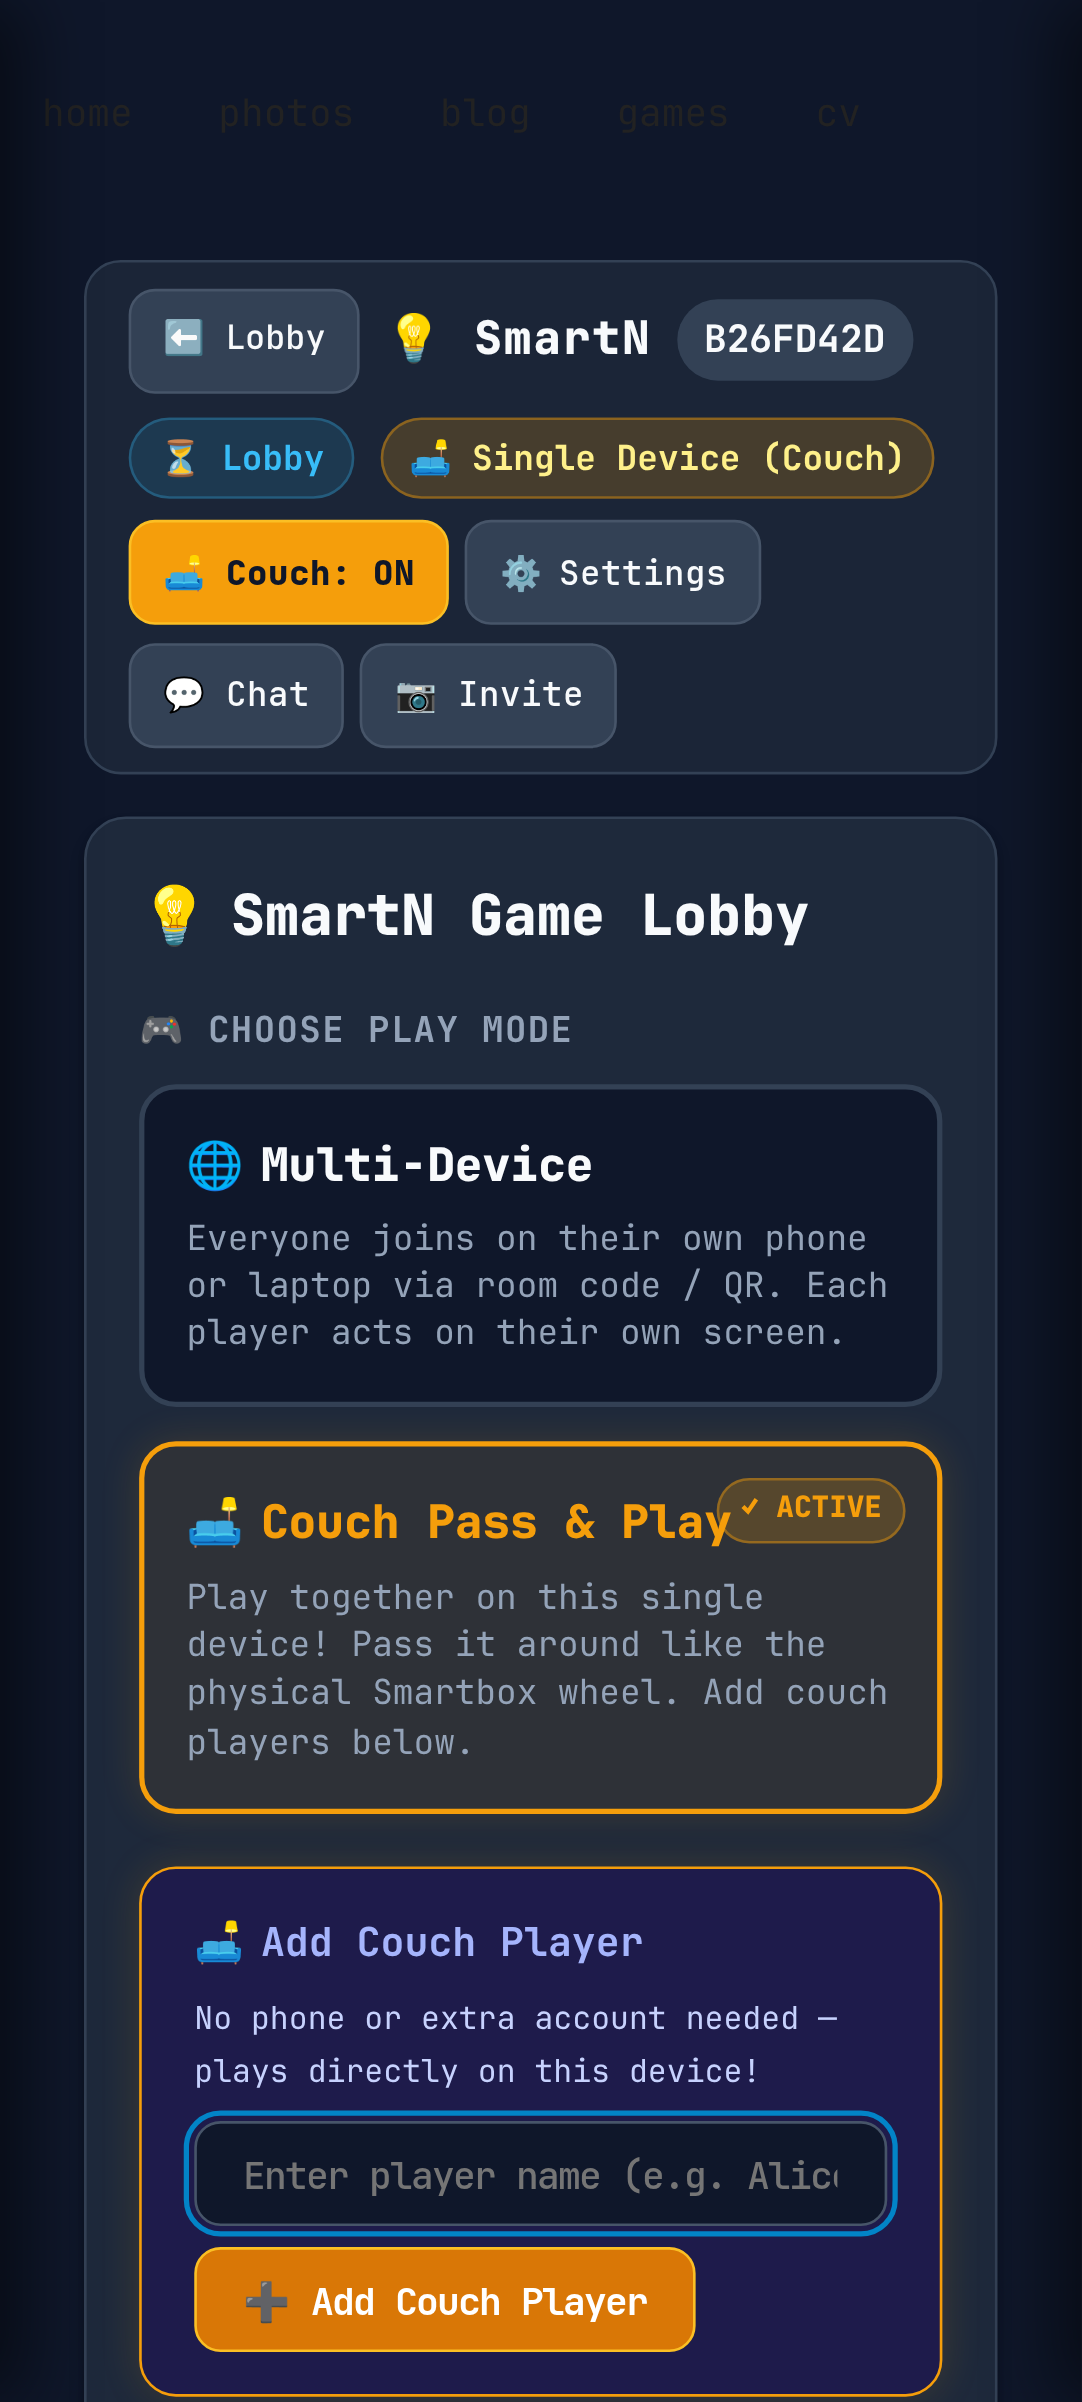 home photos blog games cv
⬅️ Lobby 💡 SmartN B26FD42D
⏳ Lobby 🛋️ Single Device (Couch)
🛋️ Couch: ON ⚙️ Settings
💬 Chat 📷 Invite
💡 SmartN Game Lobby
🎮 CHOOSE PLAY MODE
🌐 Multi-Device
Everyone joins on their own phone
or laptop via room code / QR. Each
player acts on their own screen.
🛋️ Couch Pass & Play ✓ ACTIVE
Play together on this single
device! Pass it around like the
physical Smartbox wheel. Add couch
players below.
🛋️ Add Couch Player
No phone or extra account needed —
plays directly on this device!
Enter player name (e.g. Alic
➕ Add Couch Player